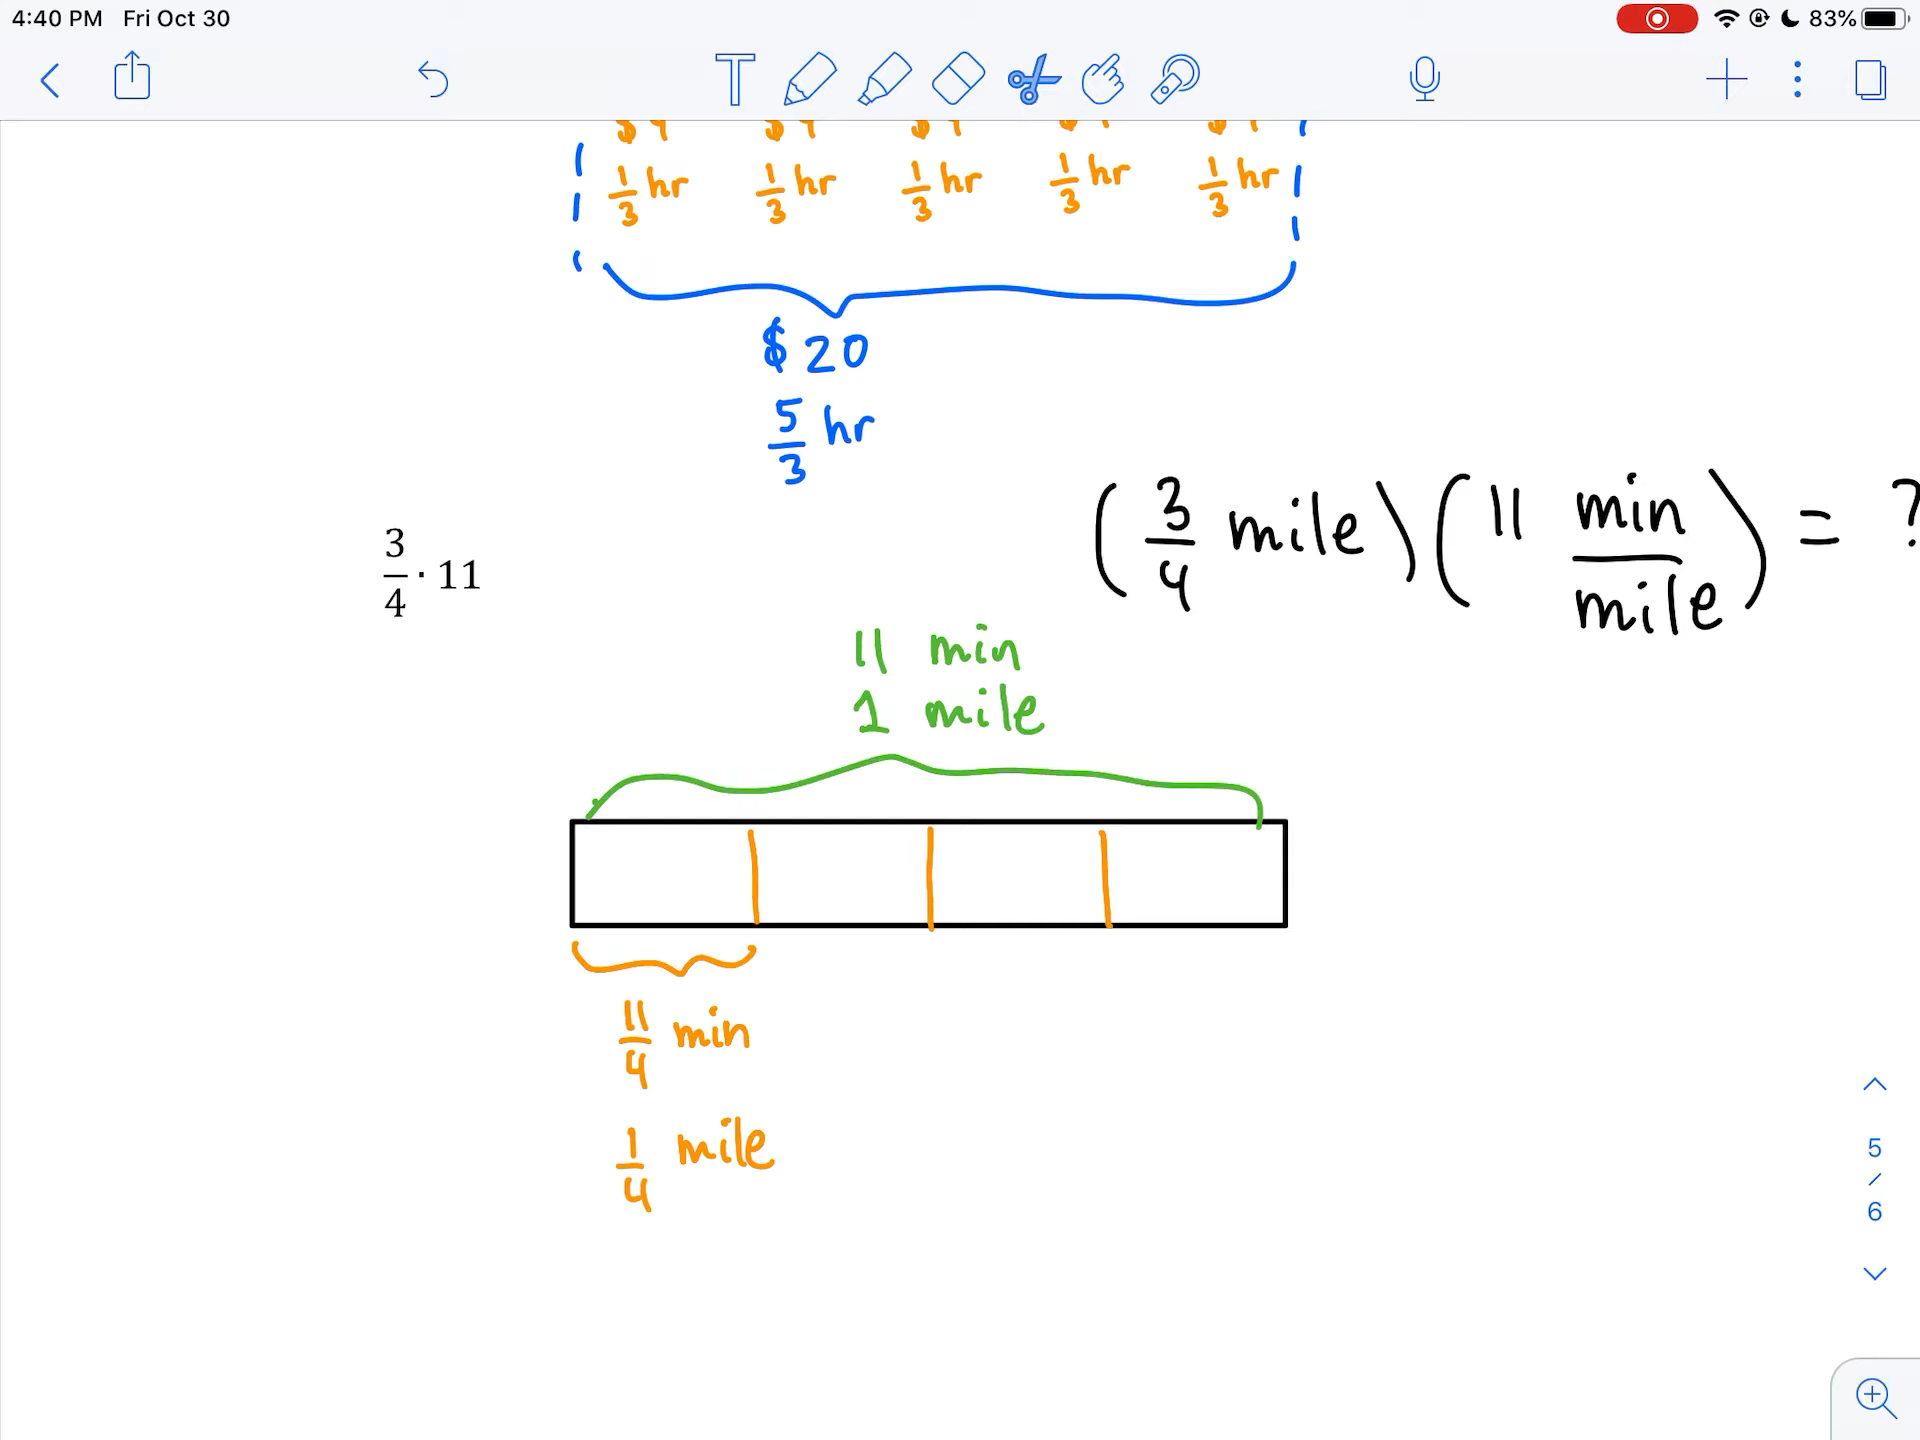 4:40 PM Fri Oct 30 83%
1/3 hr 1/3 hr 1/3 hr 1/3 hr 1/3 hr
$20
5/3 hr
(3/4 mile)(11 min/mile) = ?
3/4 · 11
11 min
1 mile
11/4 min
1/4 mile
5
/
6